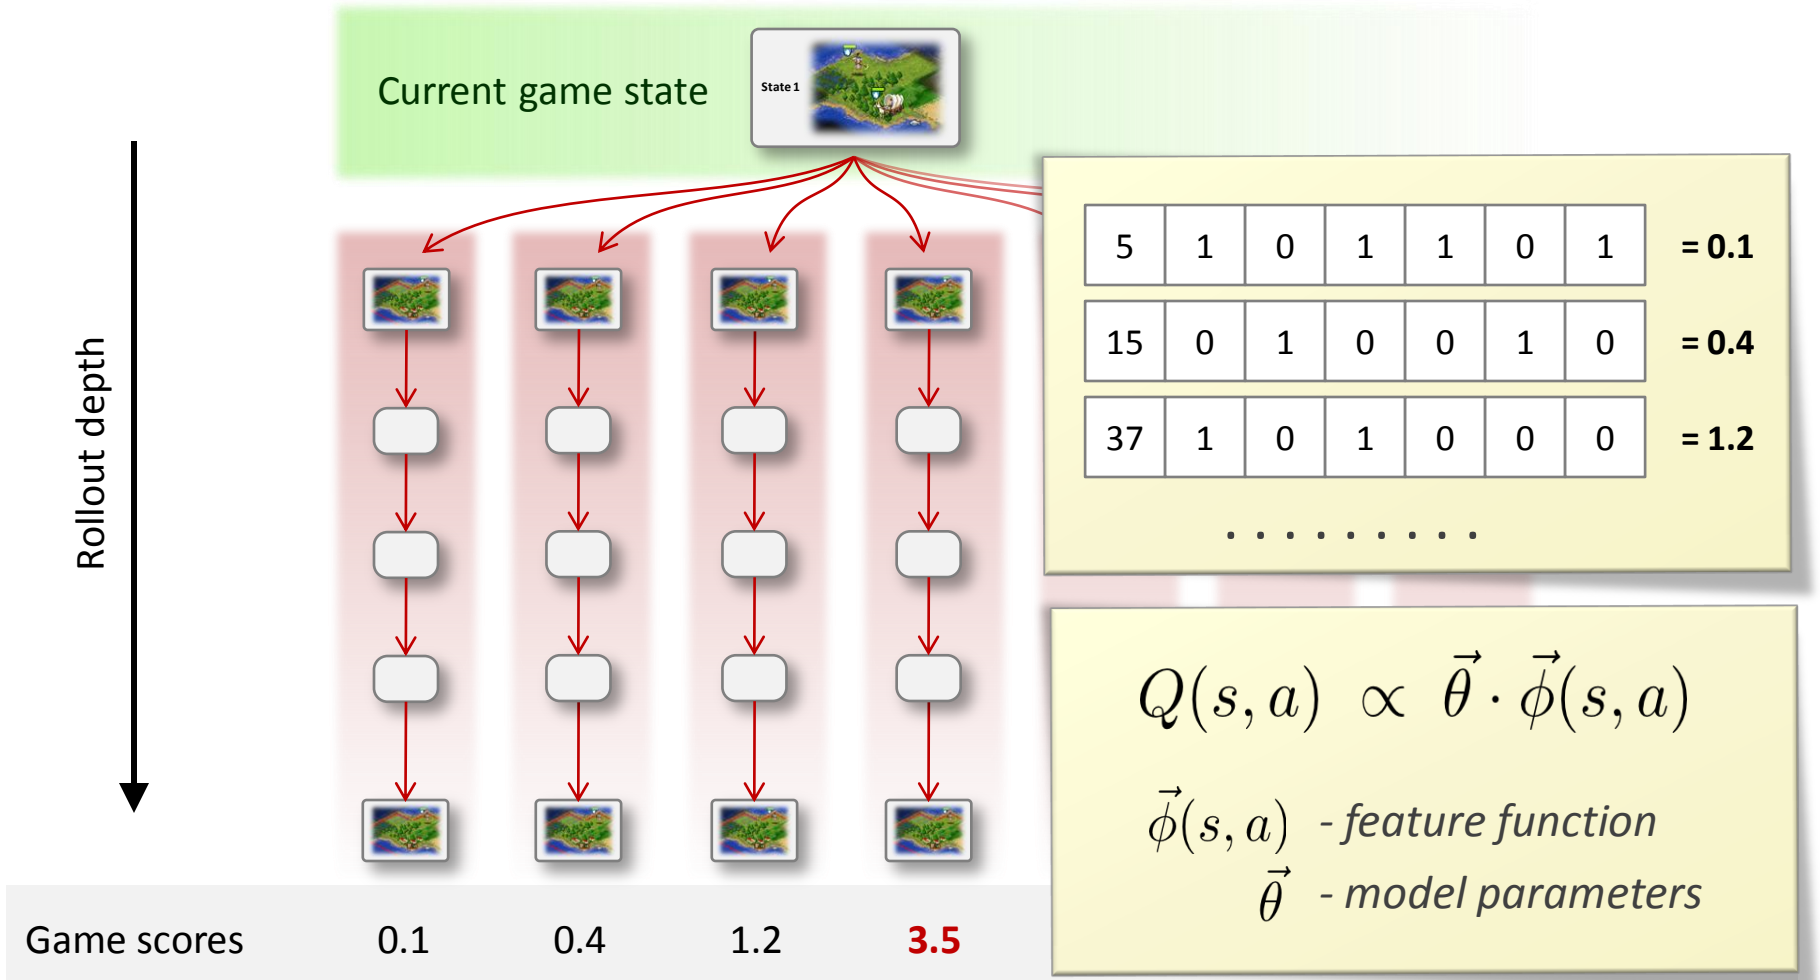 Current game state
State 1
Rollout depth
5 1 0 1 1 0 1 = 0.1
15 0 1 0 0 1 0 = 0.4
37 1 0 1 0 0 0 = 1.2
. . . . . . . . .
Q(s, a) ∝ θ⃗ · ϕ⃗(s, a)
ϕ⃗(s, a) - feature function
θ⃗ - model parameters
Game scores 0.1 0.4 1.2 3.5